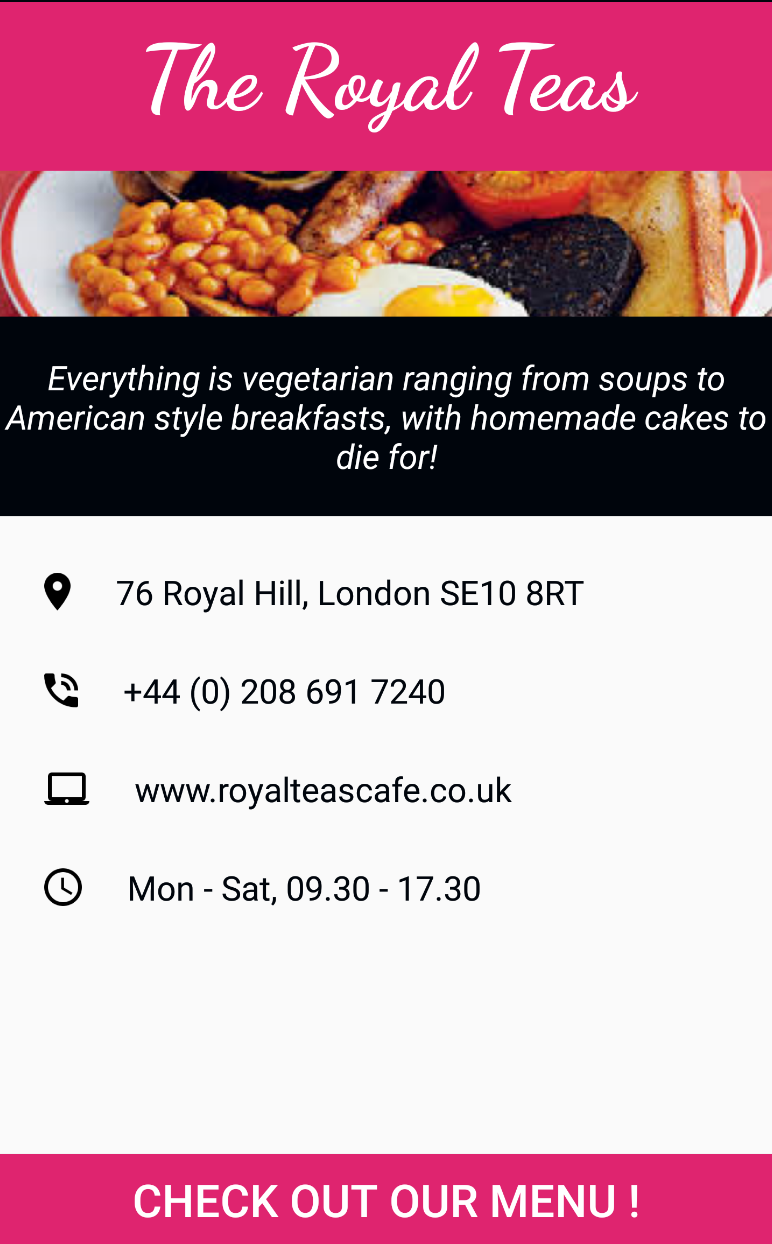 The Royal Teas
Everything is vegetarian ranging from soups to
American style breakfasts, with homemade cakes to
die for!
76 Royal Hill, London SE10 8RT
+44 (0) 208 691 7240
www.royalteascafe.co.uk
Mon - Sat, 09.30 - 17.30
CHECK OUT OUR MENU !